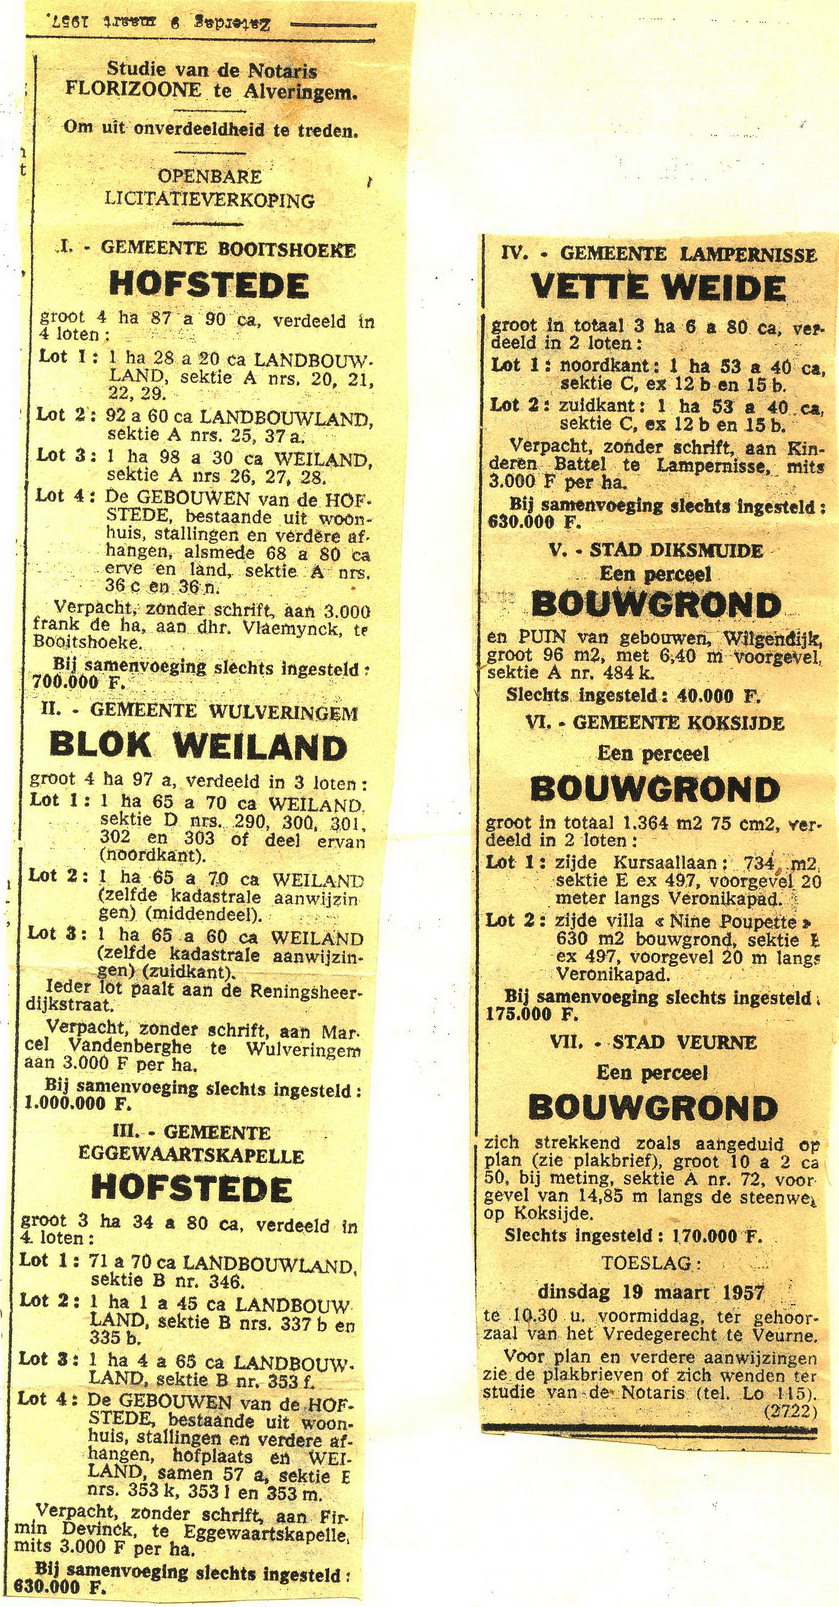 Zaterdag 9 maart 1957.
Studie van de Notaris
FLORIZOONE te Alveringem.
Om uit onverdeeldheid te treden.
OPENBARE
LICITATIEVERKOPING
I. - GEMEENTE BOOITSHOEKE
HOFSTEDE
groot 4 ha 87 a 90 ca, verdeeld in
4 loten :
Lot 1 : 1 ha 28 a 20 ca LANDBOUW-
LAND, sektie A nrs. 20, 21,
22, 29.
Lot 2 : 92 a 60 ca LANDBOUWLAND,
sektie A nrs. 25, 37 a.
Lot 3 : 1 ha 98 a 30 ca WEILAND,
sektie A nrs 26, 27, 28.
Lot 4 : De GEBOUWEN van de HOF-
STEDE, bestaande uit woon-
huis, stallingen en verdere af-
hangen, alsmede 68 a 80 ca
erve en land, sektie A nrs.
36 c en 36 n.
Verpacht, zonder schrift, aan 3.000
frank de ha, aan dhr. Vlaemynck, te
Booitshoeke.
Bij samenvoeging slechts ingesteld :
700.000 F.
II. - GEMEENTE WULVERINGEM
BLOK WEILAND
groot 4 ha 97 a, verdeeld in 3 loten :
Lot 1 : 1 ha 65 a 70 ca WEILAND,
sektie D nrs. 290, 300, 301,
302 en 303 of deel ervan
(noordkant).
Lot 2 : 1 ha 65 a 70 ca WEILAND
(zelfde kadastrale aanwijzin
gen) (middendeel).
Lot 3 : 1 ha 65 a 60 ca WEILAND
(zelfde kadastrale aanwijzin-
gen) (zuidkant).
Ieder lot paalt aan de Reningsheer-
dijkstraat.
Verpacht, zonder schrift, aan Mar-
cel Vandenberghe te Wulveringem
aan 3.000 F per ha.
Bij samenvoeging slechts ingesteld :
1.000.000 F.
III. - GEMEENTE
EGGEWAARTSKAPELLE
HOFSTEDE
groot 3 ha 34 a 80 ca, verdeeld in
4 loten :
Lot 1 : 71 a 70 ca LANDBOUWLAND,
sektie B nr. 346.
Lot 2 : 1 ha 1 a 45 ca LANDBOUW
LAND, sektie B nrs. 337 b en
335 b.
Lot 3 : 1 ha 4 a 65 ca LANDBOUW-
LAND, sektie B nr. 353 f.
Lot 4 : De GEBOUWEN van de HOF-
STEDE, bestaande uit woon-
huis, stallingen en verdere af-
hangen, hofplaats en WEI-
LAND, samen 57 a, sektie E
nrs. 353 k, 353 l en 353 m.
Verpacht, zonder schrift, aan Fir-
min Devinck, te Eggewaartskapelle,
mits 3.000 F per ha.
Bij samenvoeging slechts ingesteld :
630.000 F.
IV. - GEMEENTE LAMPERNISSE
VETTE WEIDE
groot in totaal 3 ha 6 a 80 ca, ver-
deeld in 2 loten :
Lot 1 : noordkant : 1 ha 53 a 40 ca,
sektie C, ex 12 b en 15 b.
Lot 2 : zuidkant : 1 ha 53 a 40 ca,
sektie C, ex 12 b en 15 b.
Verpacht, zonder schrift, aan Kin-
deren Battel te Lampernisse, mits
3.000 F per ha.
Bij samenvoeging slechts ingesteld :
630.000 F.
V. - STAD DIKSMUIDE
Een perceel
BOUWGROND
en PUIN van gebouwen, Wilgendijk,
groot 96 m2, met 6,40 m voorgevel,
sektie A nr. 484 k.
Slechts ingesteld : 40.000 F.
VI. - GEMEENTE KOKSIJDE
Een perceel
BOUWGROND
groot in totaal 1.364 m2 75 cm2, ver-
deeld in 2 loten :
Lot 1 : zijde Kursaallaan : 734 m2,
sektie E ex 497, voorgevel 20
meter langs Veronikapad.
Lot 2 : zijde villa « Nine Poupette »
630 m2 bouwgrond, sektie E
ex 497, voorgevel 20 m langs
Veronikapad.
Bij samenvoeging slechts ingesteld :
175.000 F.
VII. - STAD VEURNE
Een perceel
BOUWGROND
zich strekkend zoals aangeduid op
plan (zie plakbrief), groot 10 a 2 ca
50, bij meting, sektie A nr. 72, voor
gevel van 14,85 m langs de steenweg
op Koksijde.
Slechts ingesteld : 170.000 F.
TOESLAG :
dinsdag 19 maart 1957
te 10.30 u. voormiddag, ter gehoor-
zaal van het Vredegerecht te Veurne.
Voor plan en verdere aanwijzingen
zie de plakbrieven of zich wenden ter
studie van de Notaris (tel. Lo 115).
(2722)